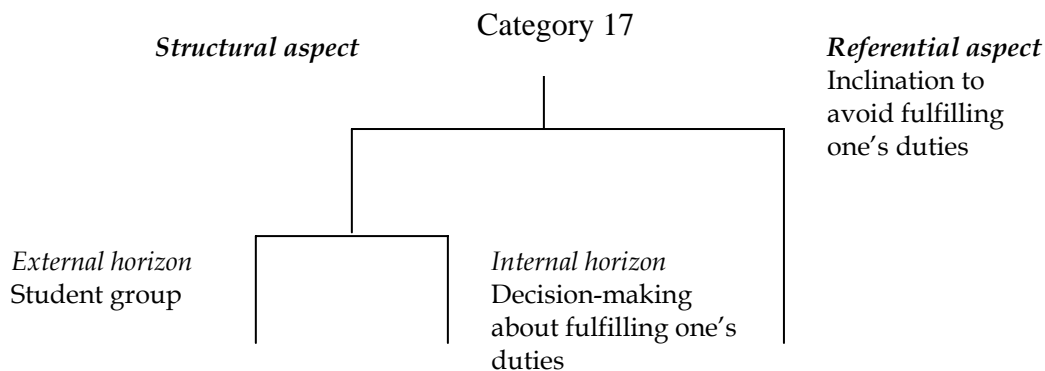 Category 17
Structural aspect
Referential aspect
Inclination to
avoid fulfilling
one's duties
External horizon
Student group
Internal horizon
Decision-making
about fulfilling one's
duties